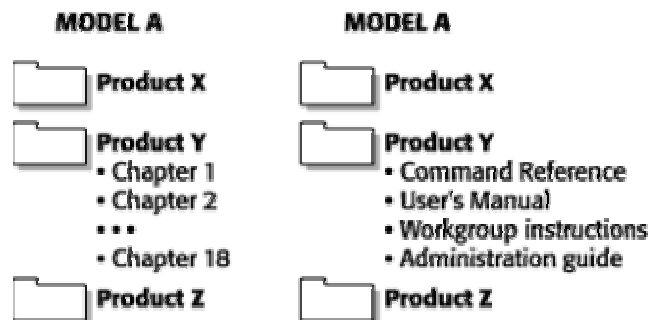 MODEL A
Product X
Product Y
• Chapter 1
• Chapter 2
• • •
• Chapter 18
Product Z
MODEL A
Product X
Product Y
• Command Reference
• User's Manual
• Workgroup instructions
• Administration guide
Product Z